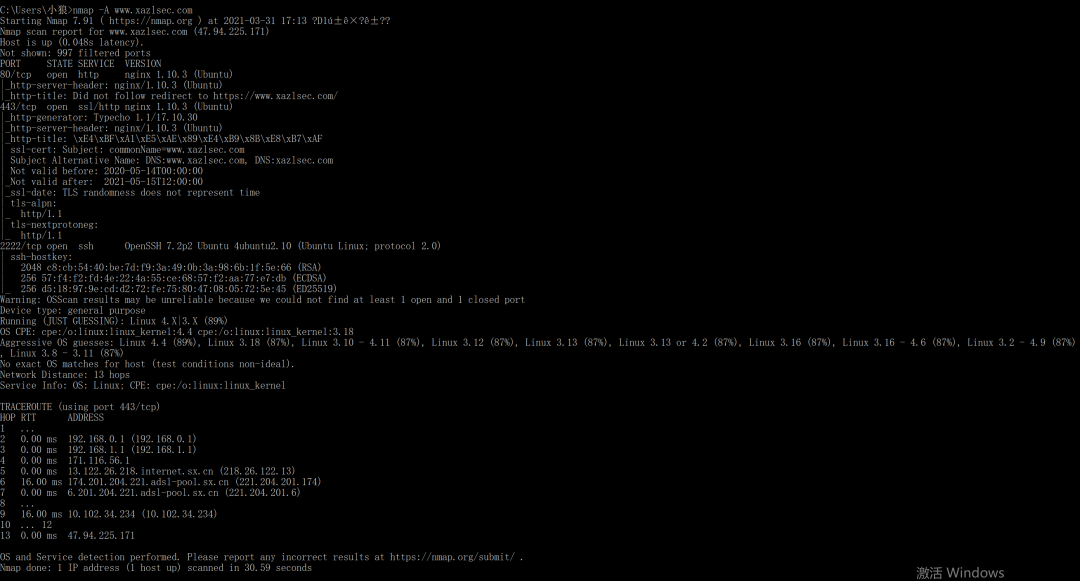 C:\Users\小狼>nmap -A www.xazlsec.com
Starting Nmap 7.91 ( https://nmap.org ) at 2021-03-31 17:13 ?D1ú±ê×?ê±??
Nmap scan report for www.xazlsec.com (47.94.225.171)
Host is up (0.048s latency).
Not shown: 997 filtered ports
PORT     STATE SERVICE  VERSION
80/tcp   open  http     nginx 1.10.3 (Ubuntu)
|_http-server-header: nginx/1.10.3 (Ubuntu)
|_http-title: Did not follow redirect to https://www.xazlsec.com/
443/tcp  open  ssl/http nginx 1.10.3 (Ubuntu)
|_http-generator: Typecho 1.1/17.10.30
|_http-server-header: nginx/1.10.3 (Ubuntu)
|_http-title: \xE4\xBF\xA1\xE5\xAE\x89\xE4\xB9\x8B\xE8\xB7\xAF
| ssl-cert: Subject: commonName=www.xazlsec.com
| Subject Alternative Name: DNS:www.xazlsec.com, DNS:xazlsec.com
| Not valid before: 2020-05-14T00:00:00
|_Not valid after:  2021-05-15T12:00:00
|_ssl-date: TLS randomness does not represent time
| tls-alpn:
|_  http/1.1
| tls-nextprotoneg:
|_  http/1.1
2222/tcp open  ssh      OpenSSH 7.2p2 Ubuntu 4ubuntu2.10 (Ubuntu Linux; protocol 2.0)
| ssh-hostkey:
|   2048 c8:cb:54:40:be:7d:f9:3a:49:0b:3a:98:6b:1f:5e:66 (RSA)
|   256 57:f4:f2:fd:4e:22:4a:55:ce:68:57:f2:aa:77:e7:db (ECDSA)
|_  256 d5:18:97:9e:cd:d2:72:fe:75:80:47:08:05:72:5e:45 (ED25519)
Warning: OSScan results may be unreliable because we could not find at least 1 open and 1 closed port
Device type: general purpose
Running (JUST GUESSING): Linux 4.X|3.X (89%)
OS CPE: cpe:/o:linux:linux_kernel:4.4 cpe:/o:linux:linux_kernel:3.18
Aggressive OS guesses: Linux 4.4 (89%), Linux 3.18 (87%), Linux 3.10 - 4.11 (87%), Linux 3.12 (87%), Linux 3.13 (87%), Linux 3.13 or 4.2 (87%), Linux 3.16 (87%), Linux 3.16 - 4.6 (87%), Linux 3.2 - 4.9 (87%)
, Linux 3.8 - 3.11 (87%)
No exact OS matches for host (test conditions non-ideal).
Network Distance: 13 hops
Service Info: OS: Linux; CPE: cpe:/o:linux:linux_kernel
TRACEROUTE (using port 443/tcp)
HOP RTT      ADDRESS
1   ...
2   0.00 ms  192.168.0.1 (192.168.0.1)
3   0.00 ms  192.168.1.1 (192.168.1.1)
4   0.00 ms  171.116.56.1
5   0.00 ms  13.122.26.218.internet.sx.cn (218.26.122.13)
6   16.00 ms 174.201.204.221.adsl-pool.sx.cn (221.204.201.174)
7   0.00 ms  6.201.204.221.adsl-pool.sx.cn (221.204.201.6)
8   ...
9   16.00 ms 10.102.34.234 (10.102.34.234)
10  ... 12
13  0.00 ms  47.94.225.171
OS and Service detection performed. Please report any incorrect results at https://nmap.org/submit/ .
Nmap done: 1 IP address (1 host up) scanned in 30.59 seconds
激活 Windows